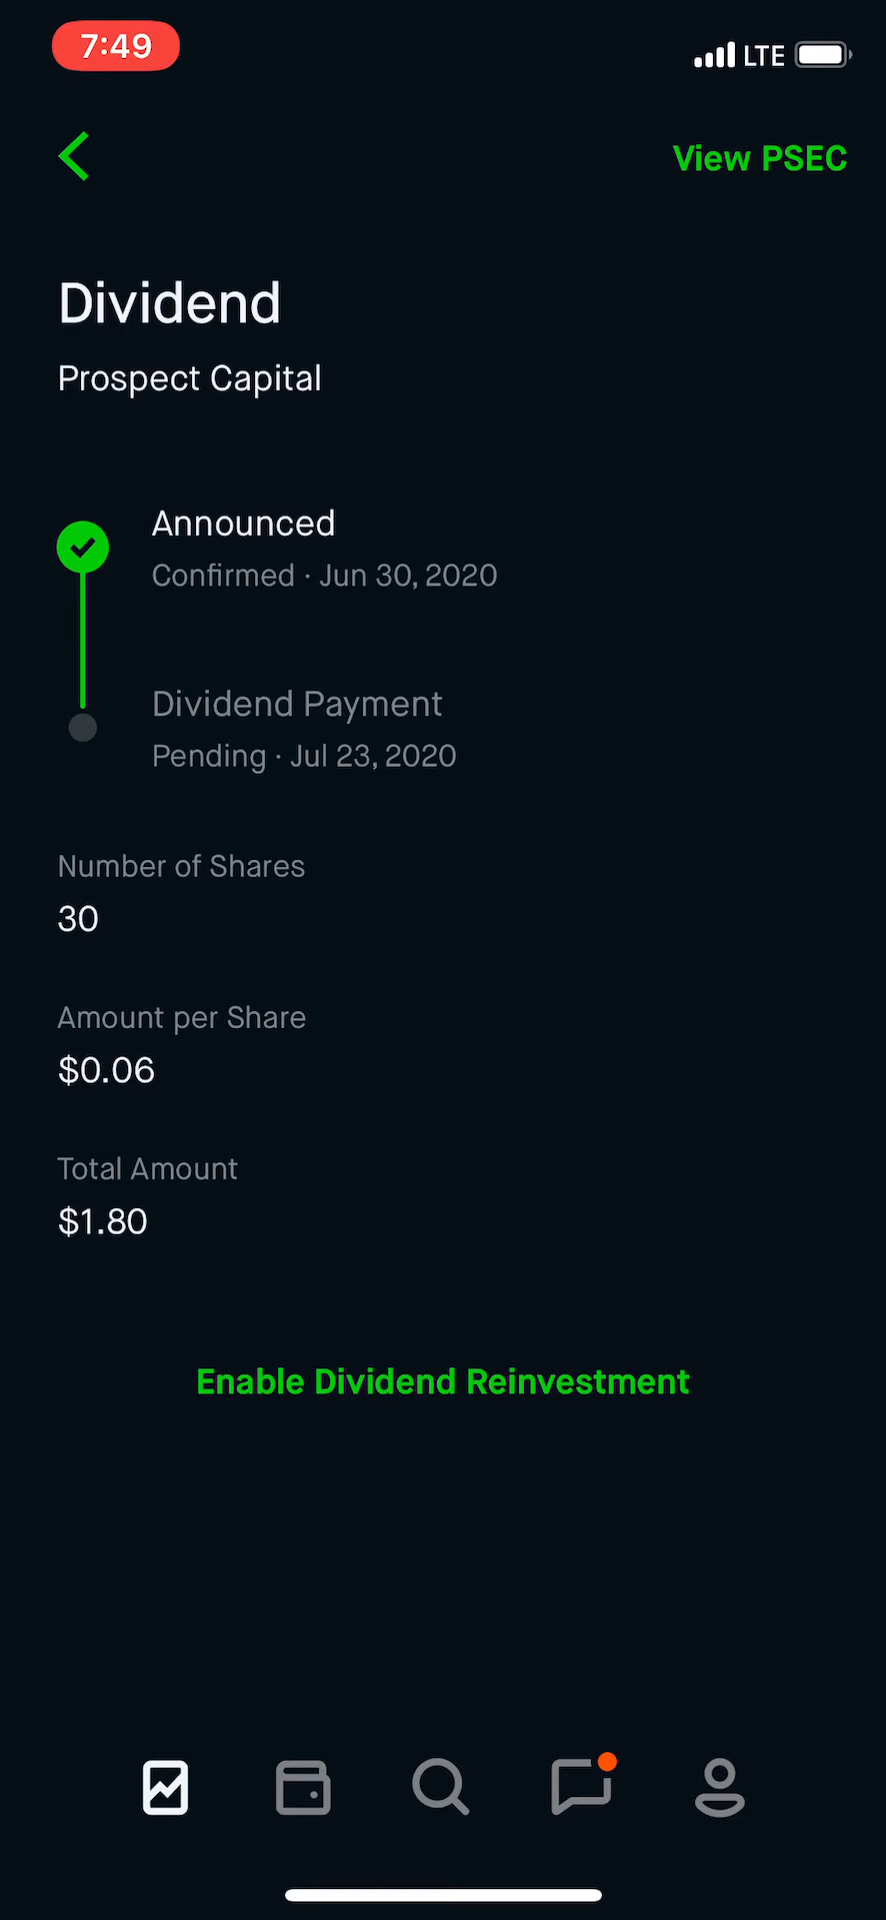 7:49
LTE
View PSEC
Dividend
Prospect Capital
Announced
Confirmed · Jun 30, 2020
Dividend Payment
Pending · Jul 23, 2020
Number of Shares
30
Amount per Share
$0.06
Total Amount
$1.80
Enable Dividend Reinvestment